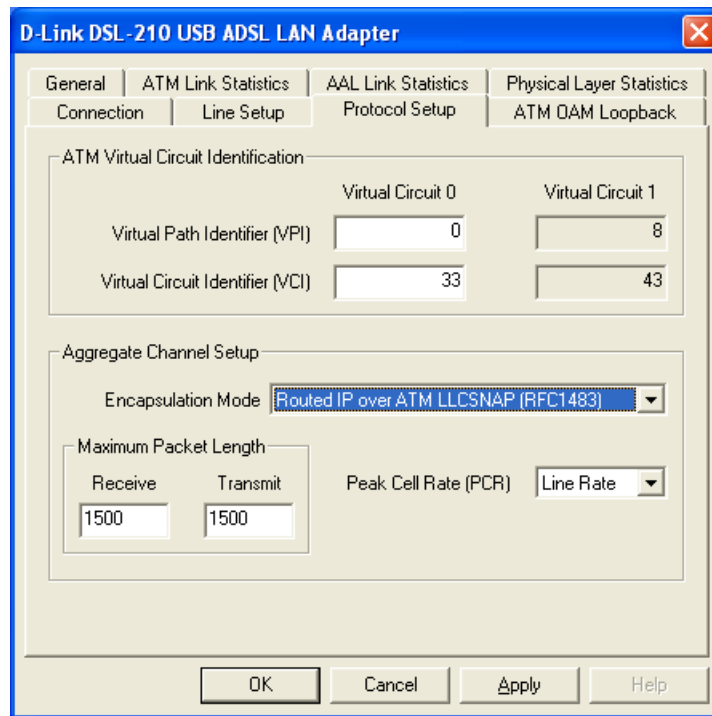 D-Link DSL-210 USB ADSL LAN Adapter
General ATM Link Statistics AAL Link Statistics Physical Layer Statistics
Connection Line Setup Protocol Setup ATM OAM Loopback
ATM Virtual Circuit Identification
Virtual Circuit 0 Virtual Circuit 1
Virtual Path Identifier (VPI) 0 8
Virtual Circuit Identifier (VCI) 33 43
Aggregate Channel Setup
Encapsulation Mode Routed IP over ATM LLCSNAP (RFC1483)
Maximum Packet Length
Receive Transmit Peak Cell Rate (PCR) Line Rate
1500 1500
OK Cancel Apply Help